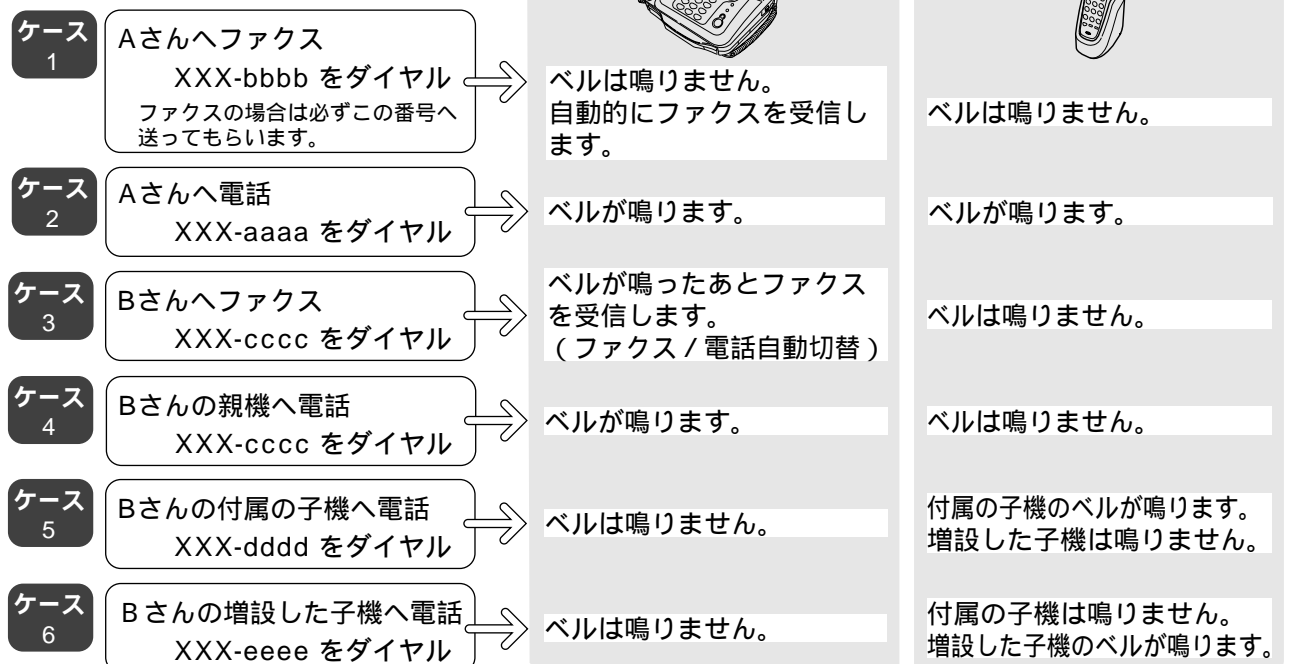 ケース
1
Aさんへファクス
XXX-bbbb をダイヤル
ファクスの場合は必ずこの番号へ
送ってもらいます。
ベルは鳴りません。
自動的にファクスを受信し
ます。
ベルは鳴りません。
ケース
2
Aさんへ電話
XXX-aaaa をダイヤル
ベルが鳴ります。
ベルが鳴ります。
ケース
3
Bさんへファクス
XXX-cccc をダイヤル
ベルが鳴ったあとファクス
を受信します。
（ファクス / 電話自動切替）
ベルは鳴りません。
ケース
4
Bさんの親機へ電話
XXX-cccc をダイヤル
ベルが鳴ります。
ベルは鳴りません。
ケース
5
Bさんの付属の子機へ電話
XXX-dddd をダイヤル
ベルは鳴りません。
付属の子機のベルが鳴ります。
増設した子機は鳴りません。
ケース
6
Bさんの増設した子機へ電話
XXX-eeee をダイヤル
ベルは鳴りません。
付属の子機は鳴りません。
増設した子機のベルが鳴ります。